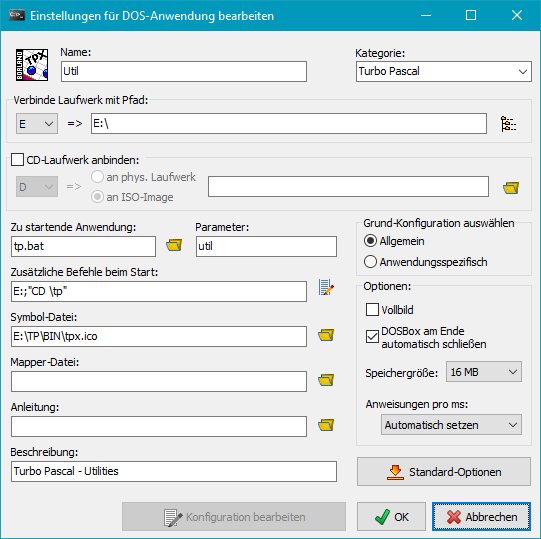 Einstellungen für DOS-Anwendung bearbeiten
BORLAND TPX
Name:
Util
Kategorie:
Turbo Pascal
Verbinde Laufwerk mit Pfad:
E => E:\
CD-Laufwerk anbinden:
D => an phys. Laufwerk
an ISO-Image
Zu startende Anwendung:
tp.bat
Parameter:
util
Zusätzliche Befehle beim Start:
E:;"CD \tp"
Symbol-Datei:
E:\TP\BIN\tpx.ico
Mapper-Datei:
Anleitung:
Beschreibung:
Turbo Pascal - Utilities
Grund-Konfiguration auswählen
Allgemein
Anwendungsspezifisch
Optionen:
Vollbild
DOSBox am Ende
automatisch schließen
Speichergröße: 16 MB
Anweisungen pro ms:
Automatisch setzen
Standard-Optionen
Konfiguration bearbeiten
OK
Abbrechen